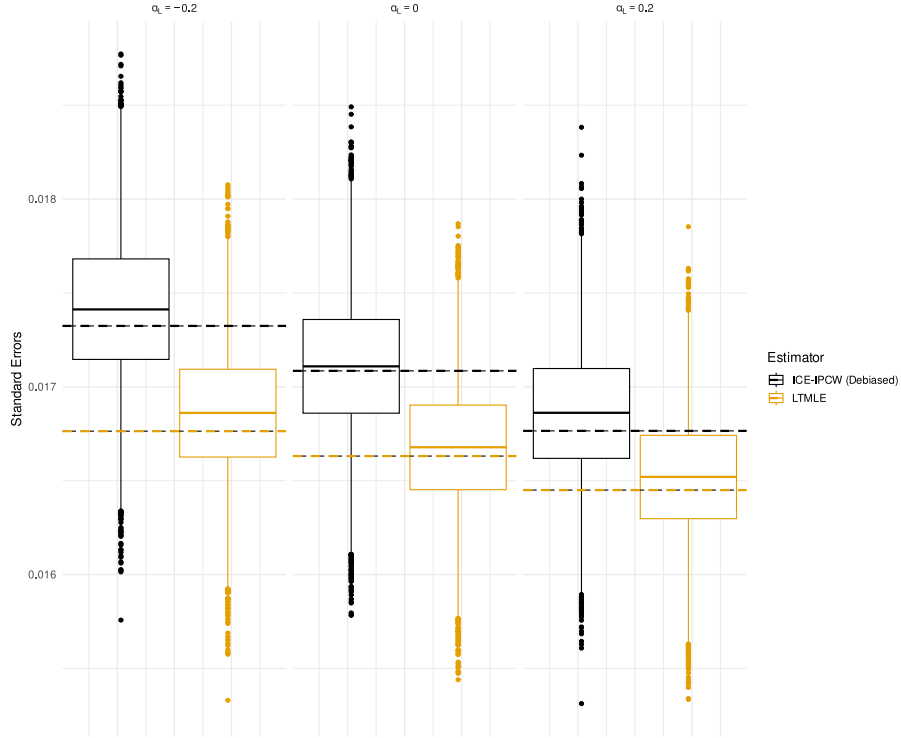 α_L = −0.2 α_L = 0 α_L = 0.2
Standard Errors
0.018
0.017
0.016
Estimator
ICE-IPCW (Debiased)
LTMLE